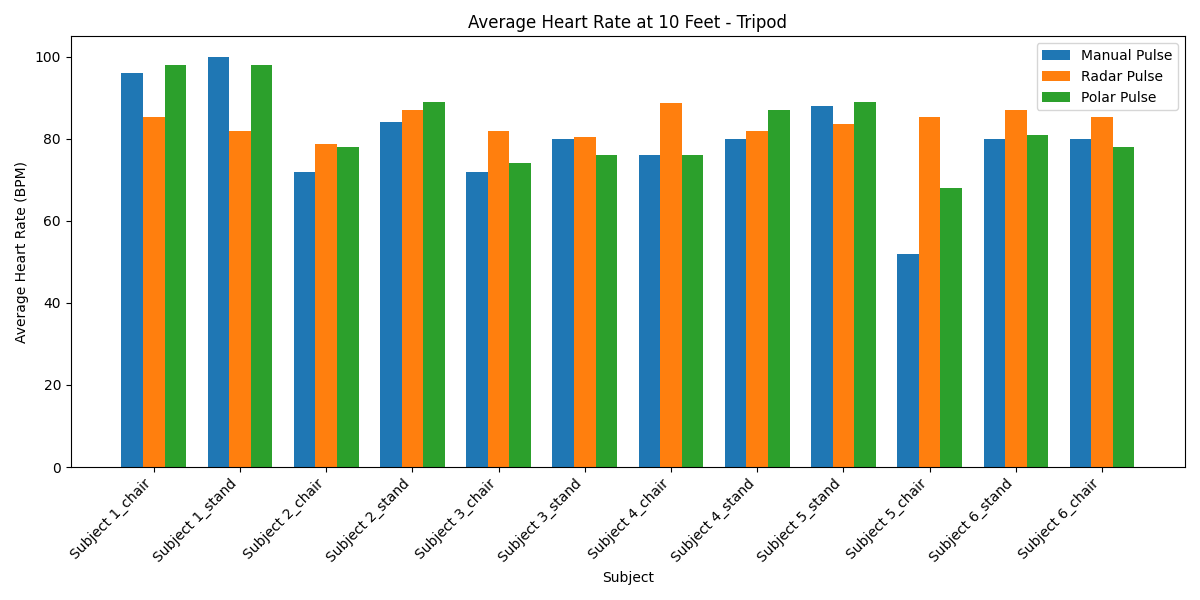 Average Heart Rate at 10 Feet - Tripod
Manual Pulse
Radar Pulse
Polar Pulse
Average Heart Rate (BPM)
100
80
60
40
20
0
Subject 1_chair
Subject 1_stand
Subject 2_chair
Subject 2_stand
Subject 3_chair
Subject 3_stand
Subject 4_chair
Subject 4_stand
Subject 5_stand
Subject 5_chair
Subject 6_stand
Subject 6_chair
Subject